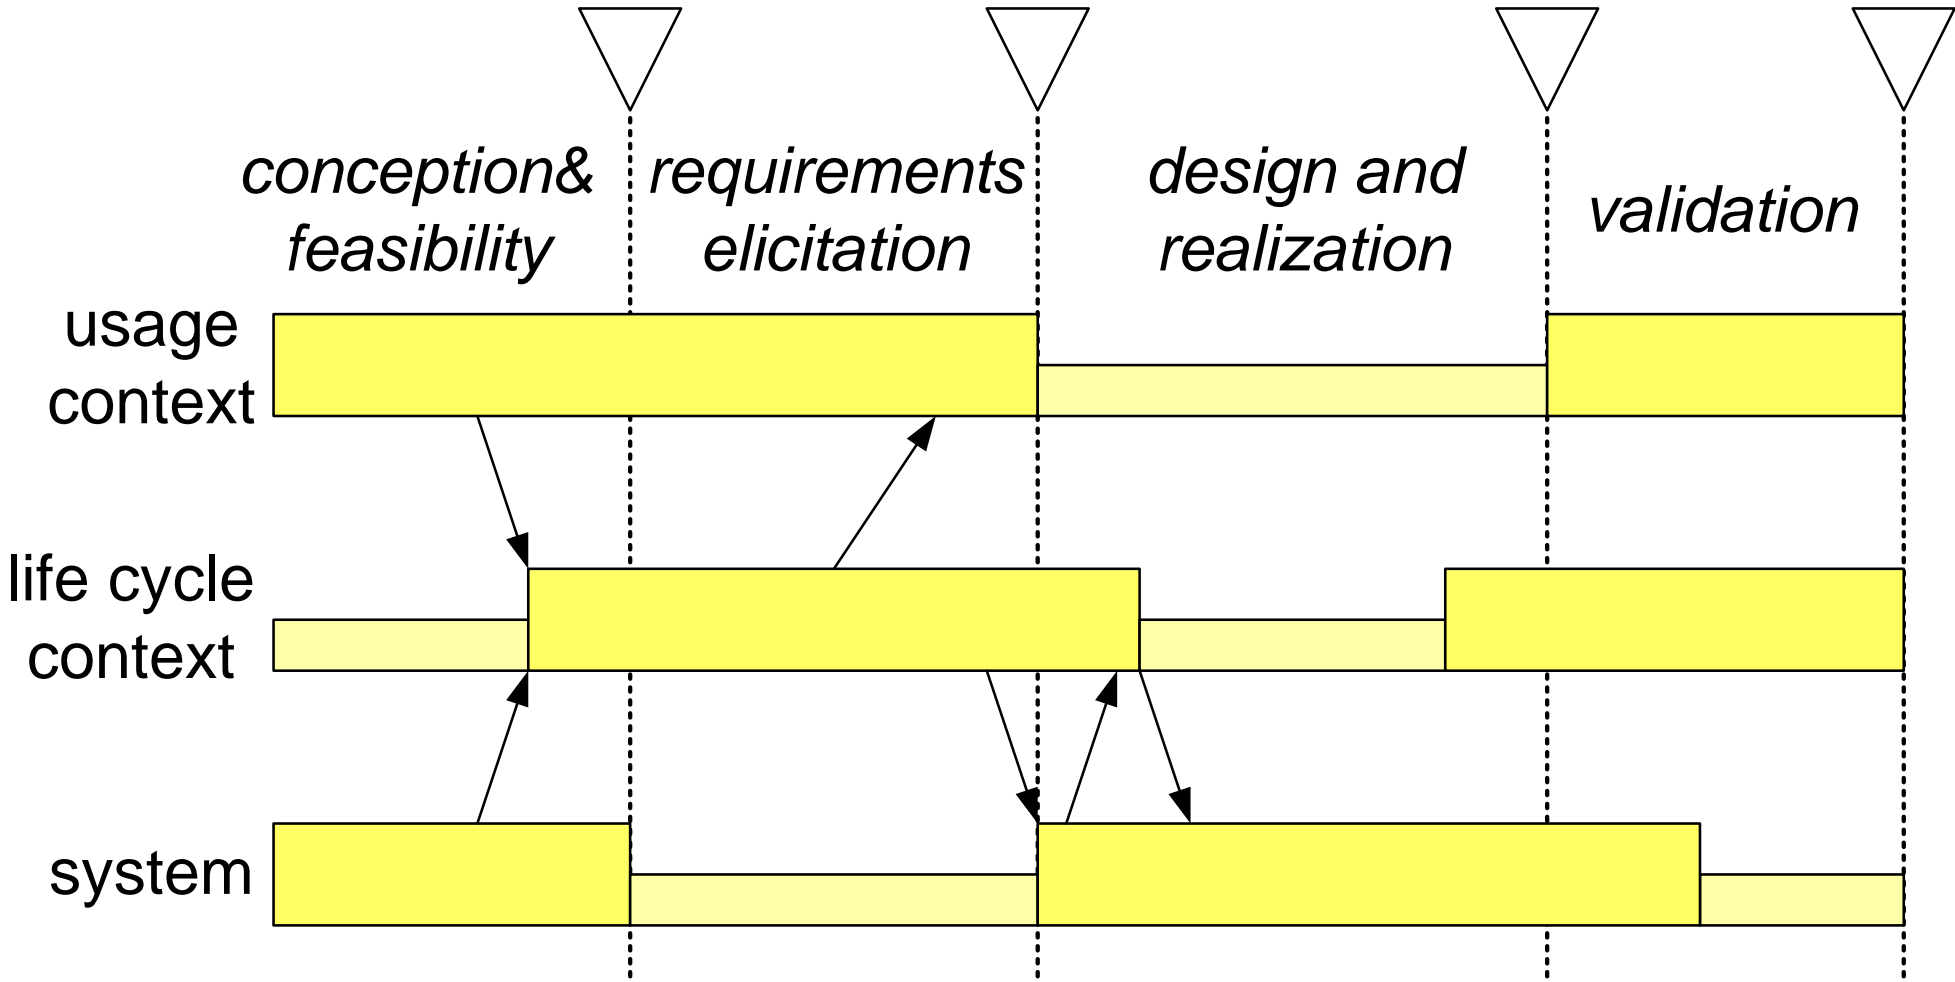 conception&
feasibility
requirements
elicitation
design and
realization
validation
usage
context
life cycle
context
system